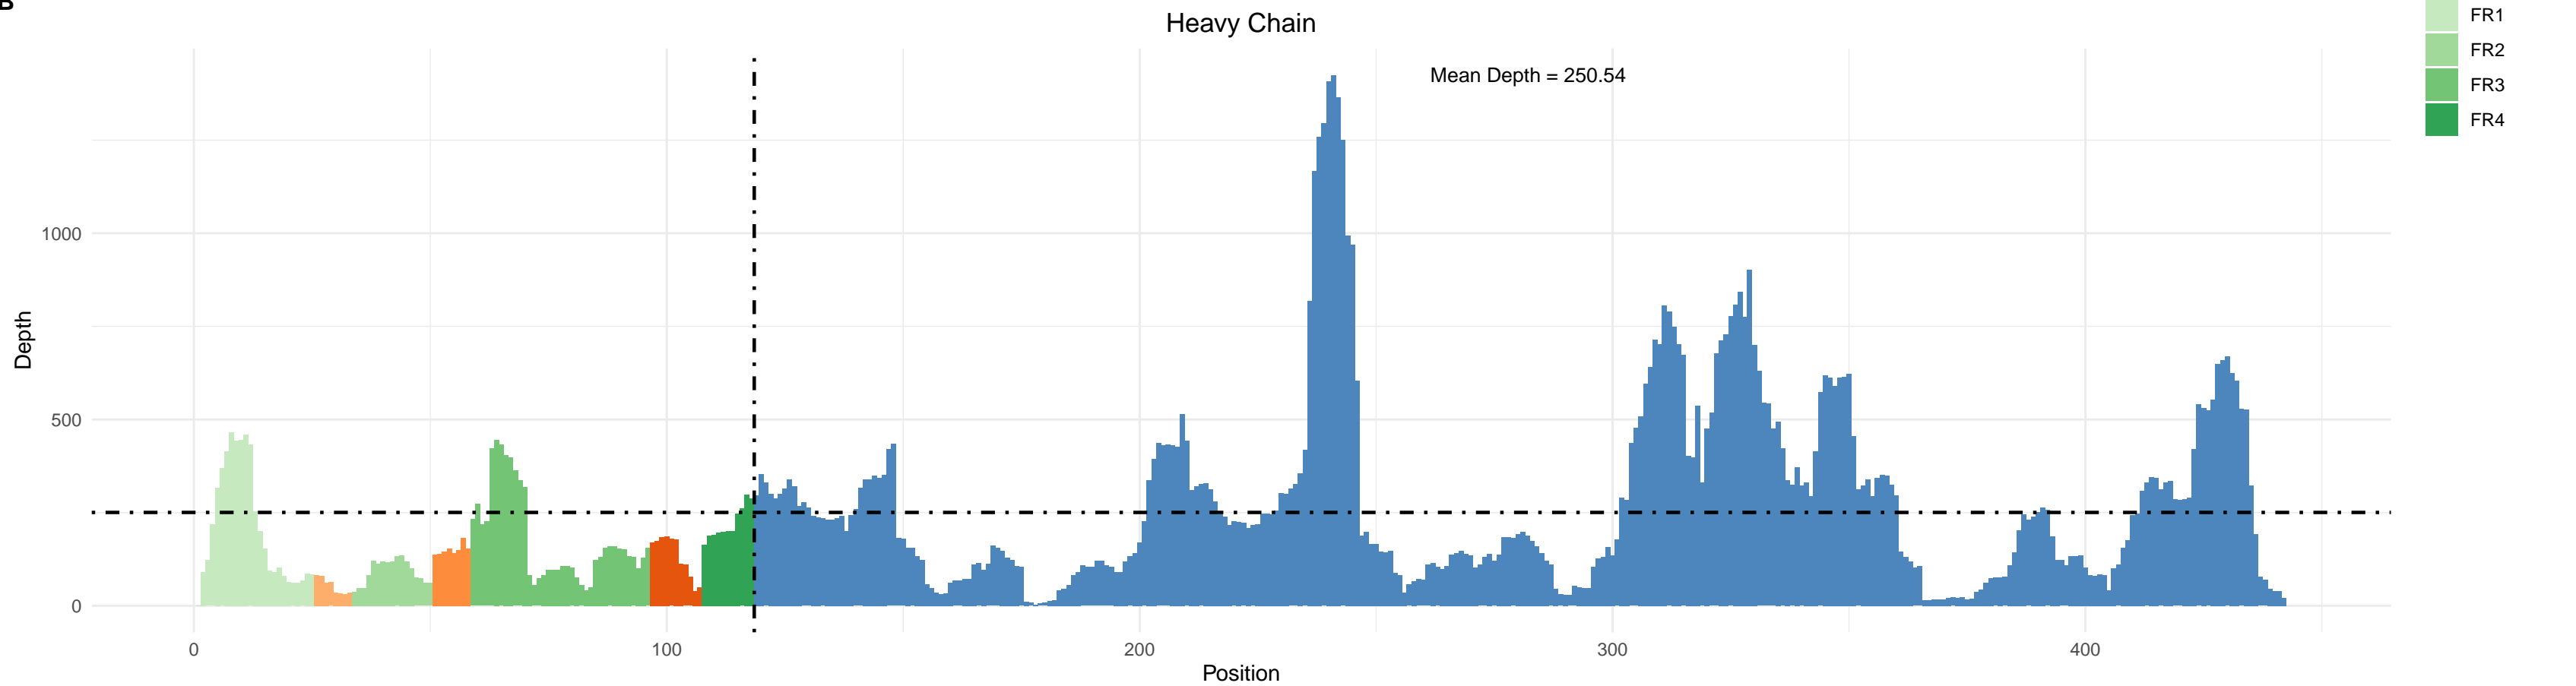 B
Heavy Chain
Mean Depth = 250.54
FR1
FR2
FR3
FR4
Depth
1000
500
0
0
100
200
300
400
Position